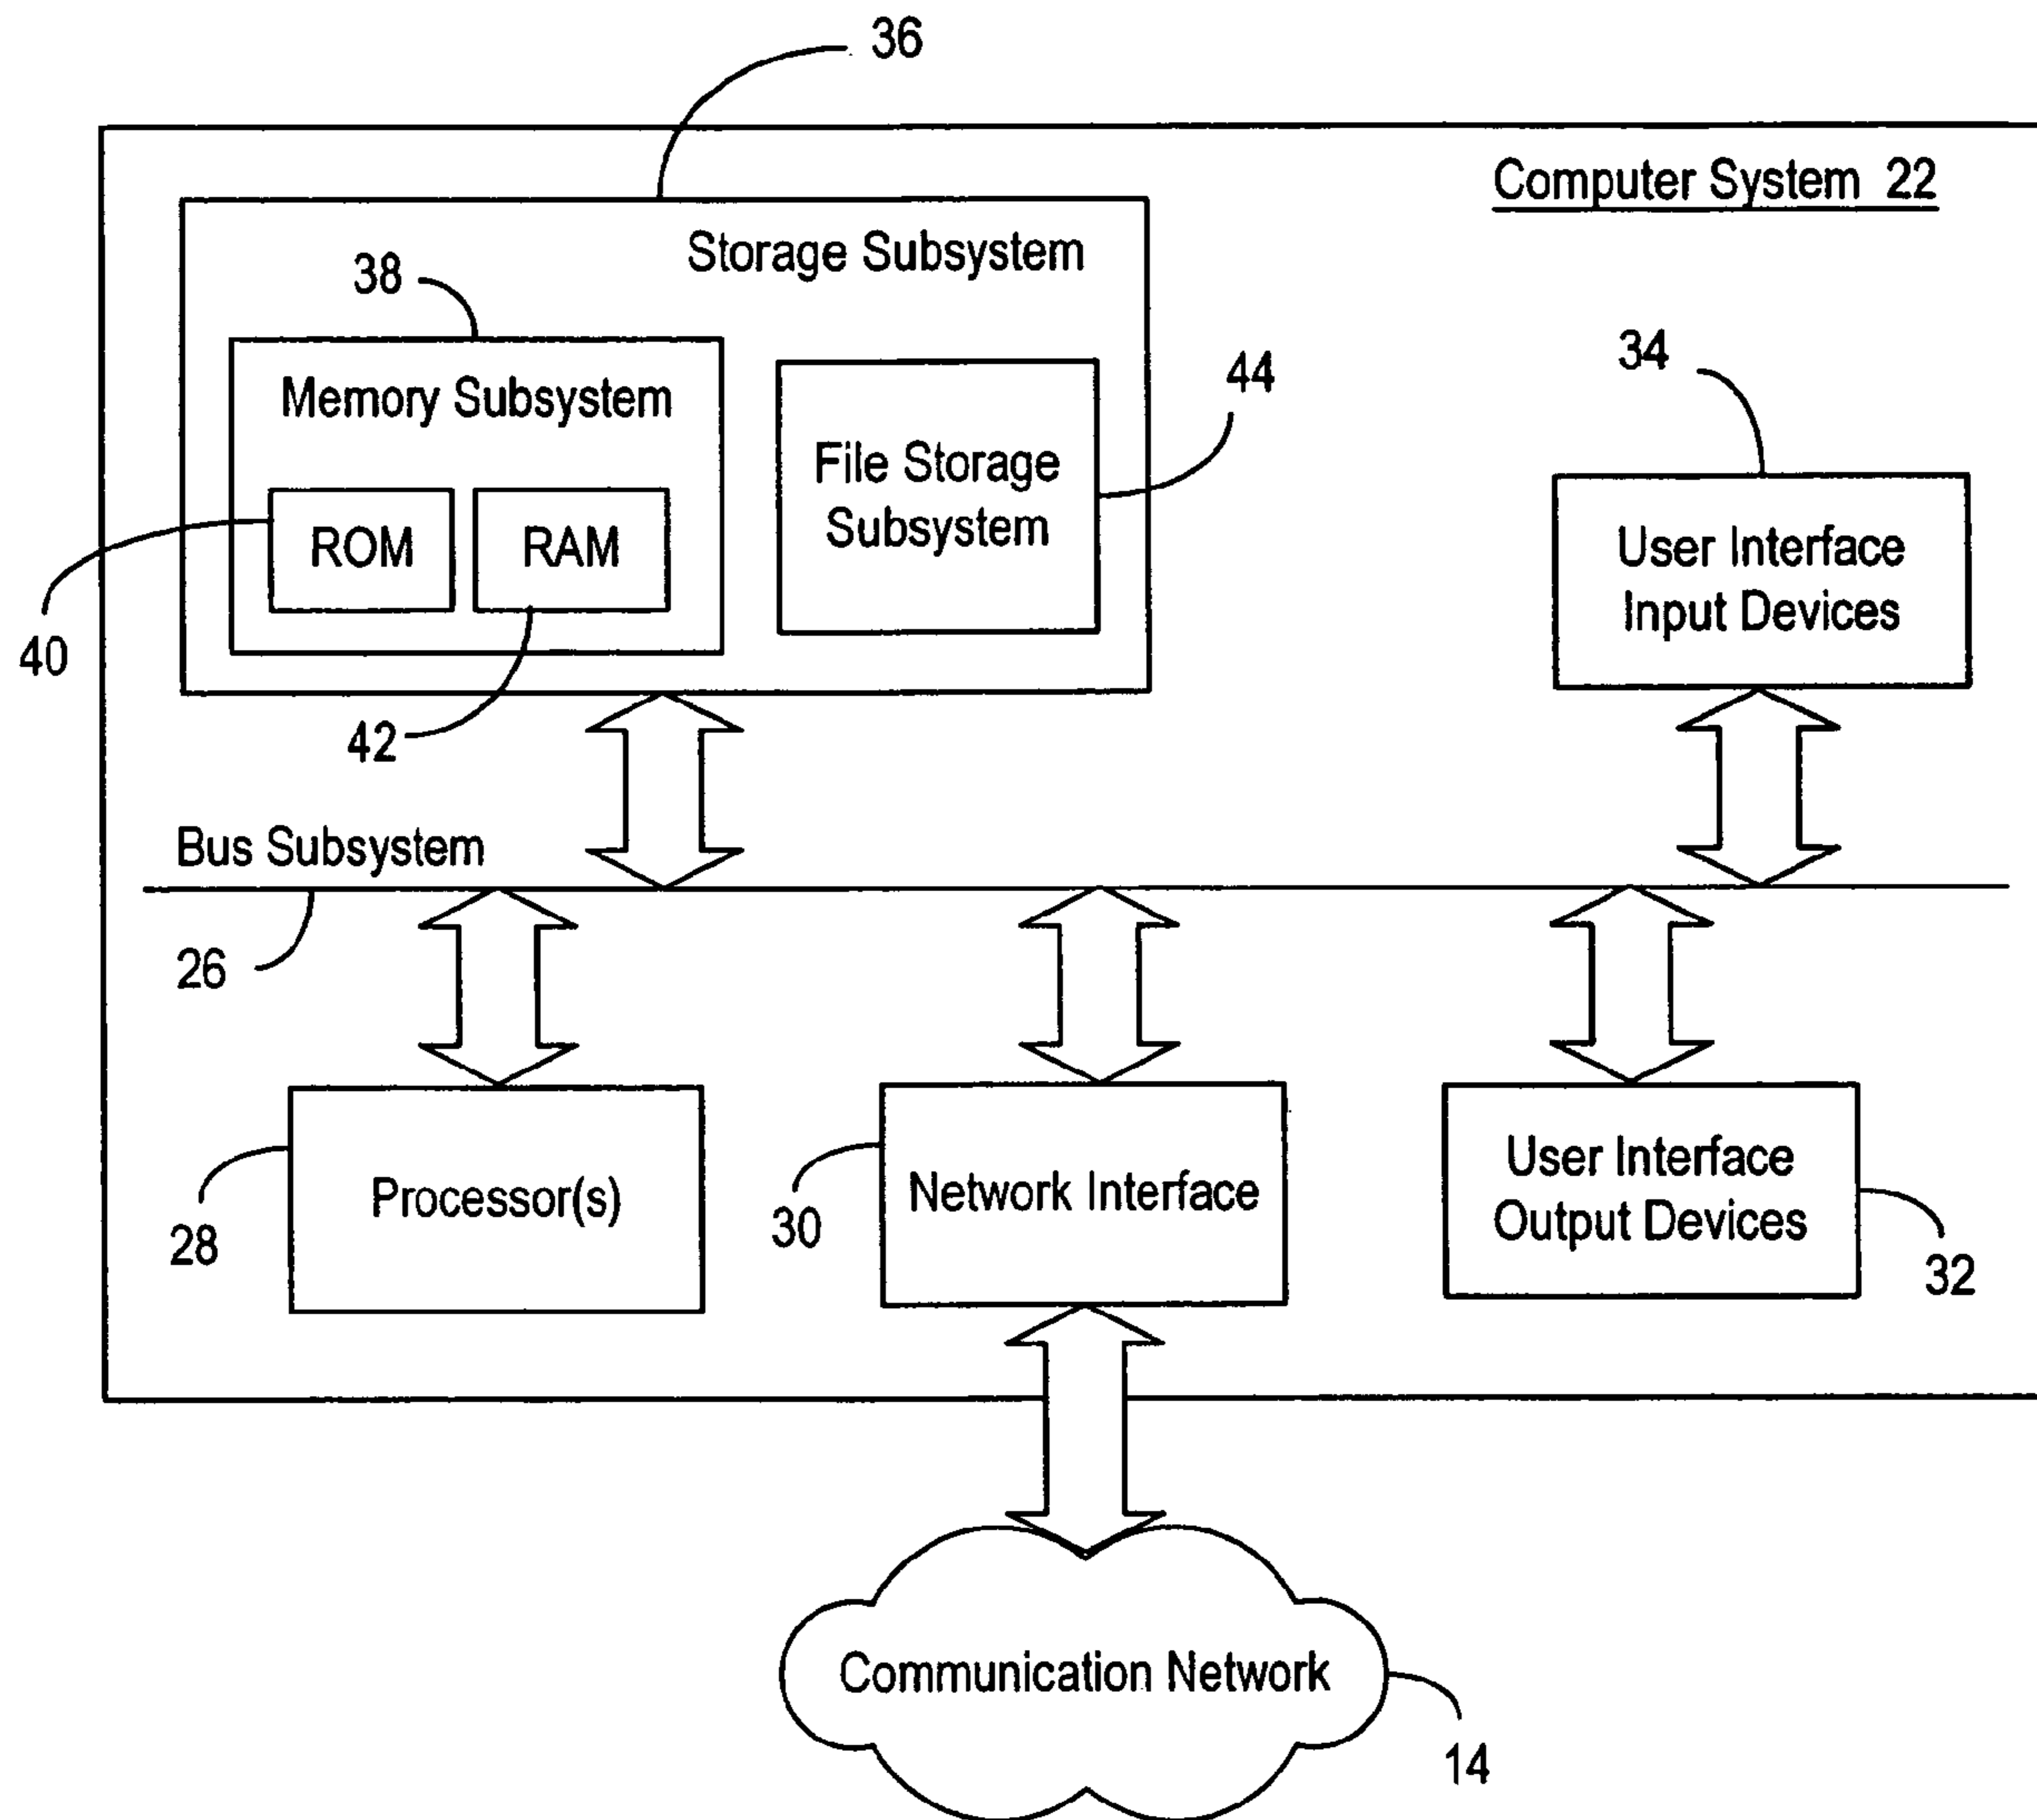 36
Computer System 22
Storage Subsystem
38
Memory Subsystem
34
44
File Storage
Subsystem
ROM
RAM
User Interface
Input Devices
40
42
Bus Subsystem
26
Processor(s)
Network Interface
User Interface
Output Devices
28
30
32
Communication Network
14